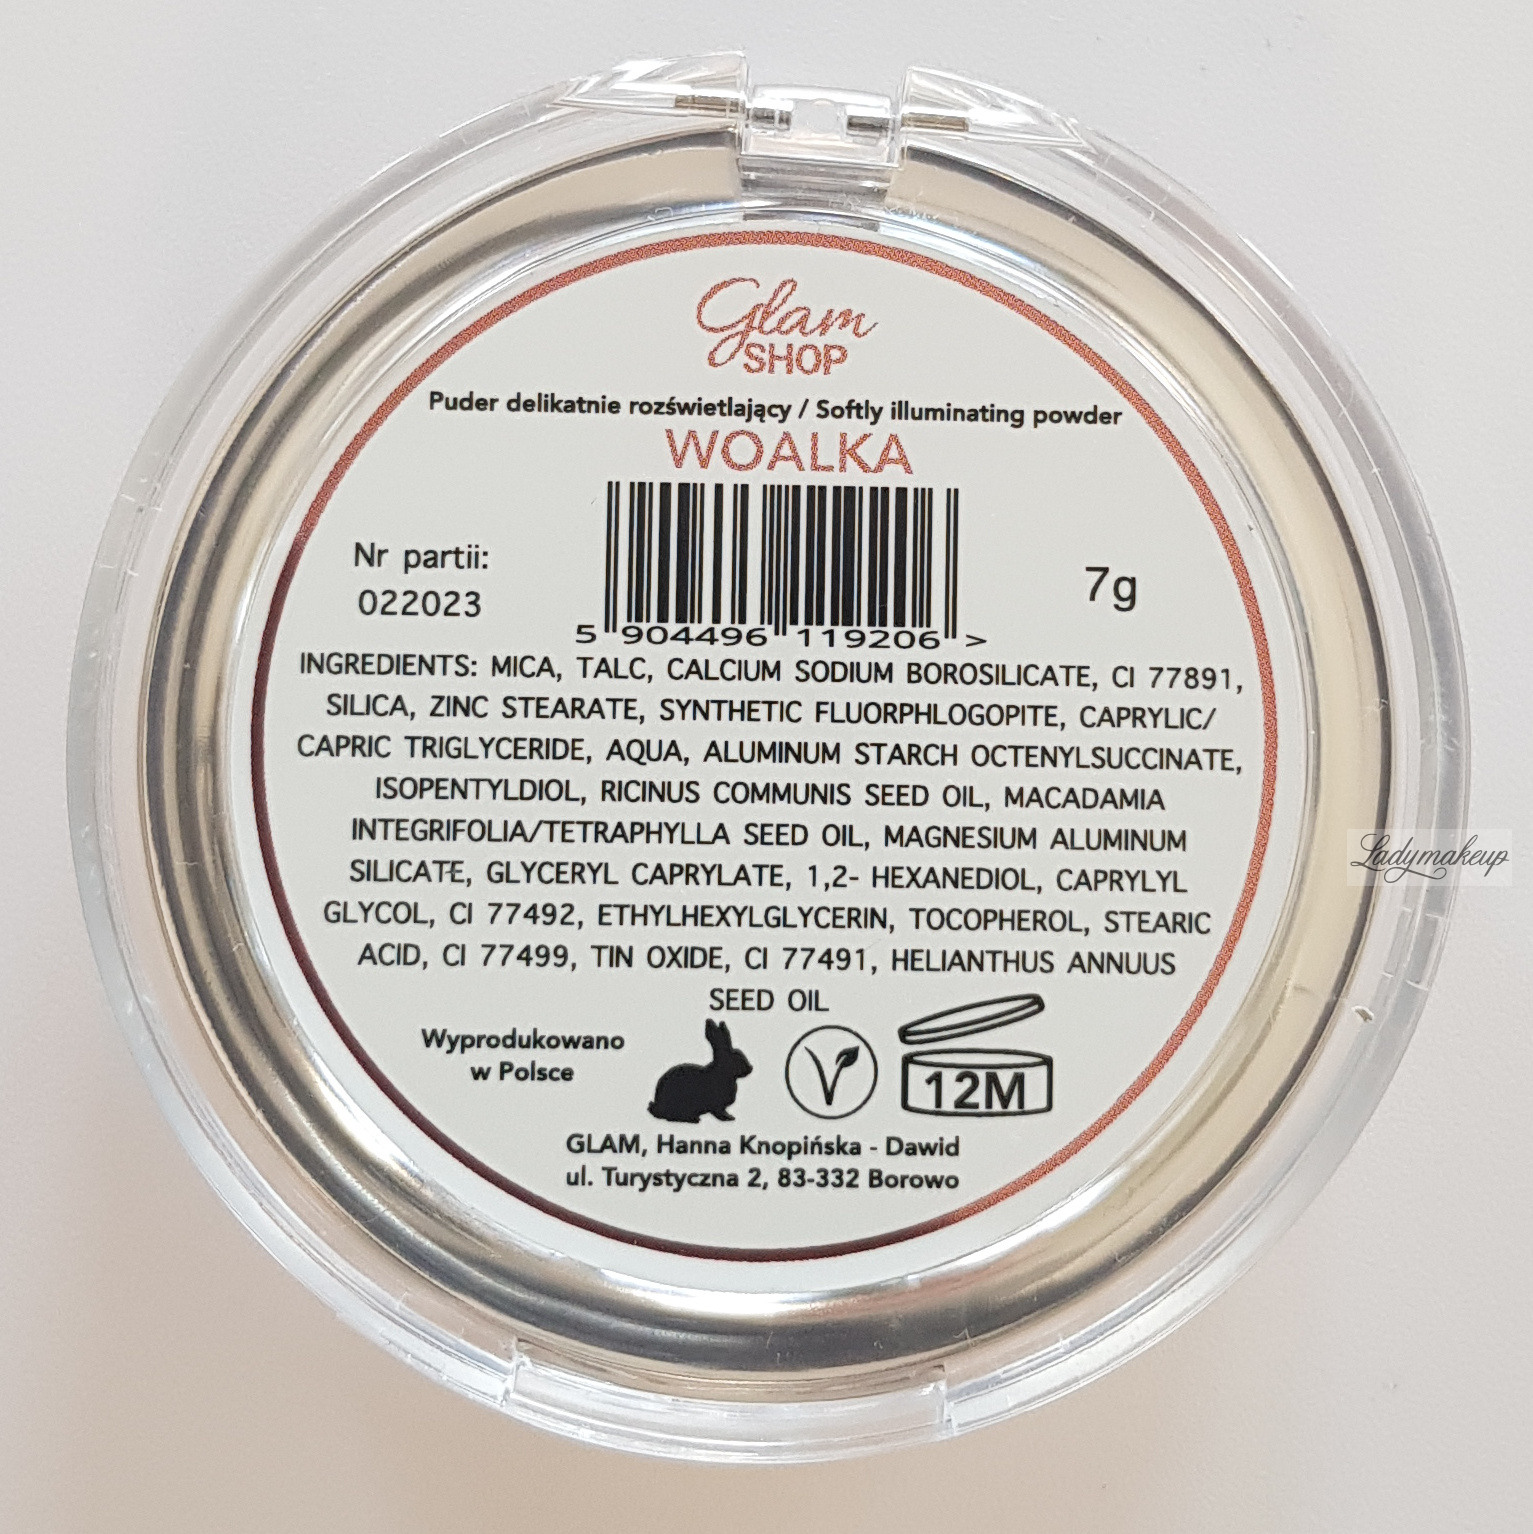 Glam
SHOP
Puder delikatnie rozświetlający / Softly illuminating powder
WOALKA
Nr partii:
022023
7g
5 904496 119206 >
INGREDIENTS: MICA, TALC, CALCIUM SODIUM BOROSILICATE, CI 77891,
SILICA, ZINC STEARATE, SYNTHETIC FLUORPHLOGOPITE, CAPRYLIC/
CAPRIC TRIGLYCERIDE, AQUA, ALUMINUM STARCH OCTENYLSUCCINATE,
ISOPENTYLDIOL, RICINUS COMMUNIS SEED OIL, MACADAMIA
INTEGRIFOLIA/TETRAPHYLLA SEED OIL, MAGNESIUM ALUMINUM
SILICATE, GLYCERYL CAPRYLATE, 1,2- HEXANEDIOL, CAPRYLYL
GLYCOL, CI 77492, ETHYLHEXYLGLYCERIN, TOCOPHEROL, STEARIC
ACID, CI 77499, TIN OXIDE, CI 77491, HELIANTHUS ANNUUS
SEED OIL
Wyprodukowano
w Polsce
12M
GLAM, Hanna Knopińska - Dawid
ul. Turystyczna 2, 83-332 Borowo
Ladymakeup